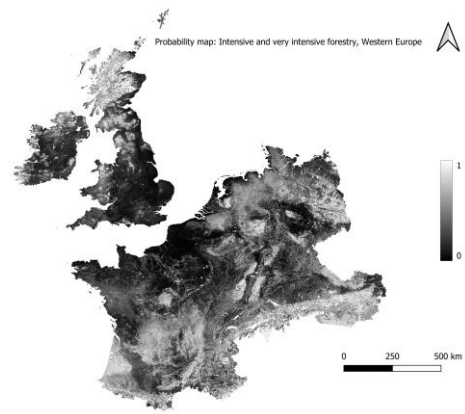 Probability map: Intensive and very intensive forestry, Western Europe
1
0
0 250 500 km